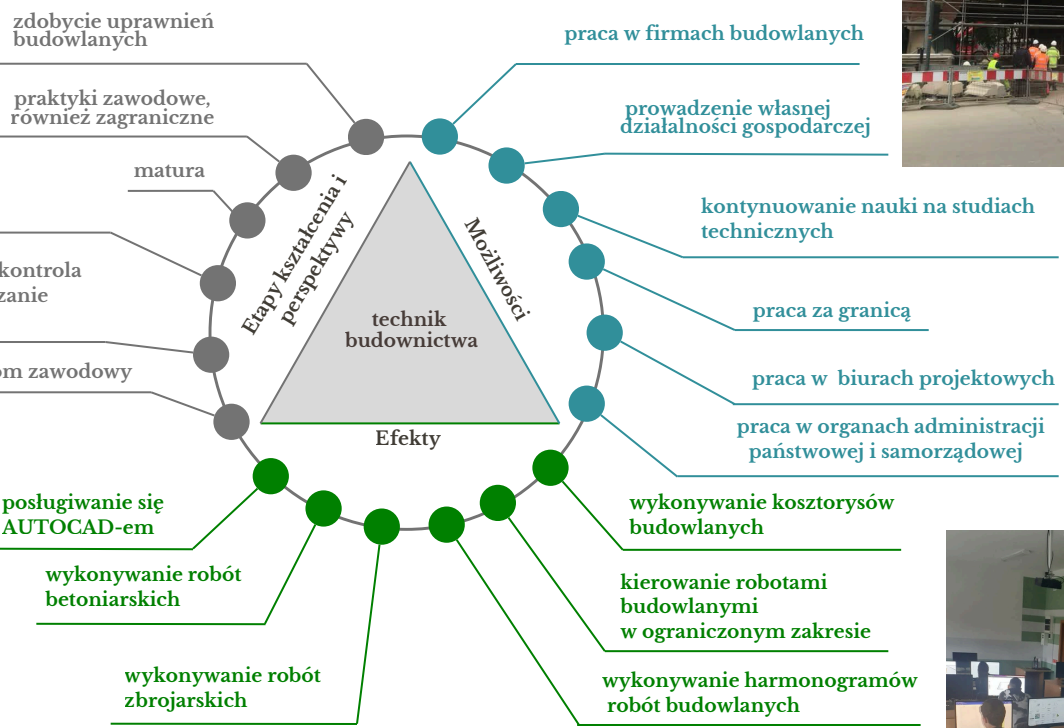 zdobycie uprawnień
budowlanych
praktyki zawodowe,
również zagraniczne
matura
kontrola
zawodowy
Etapy kształcenia i
perspektywy
Możliwości
technik
budownictwa
Efekty
praca w firmach budowlanych
prowadzenie własnej
działalności gospodarczej
kontynuowanie nauki na studiach
technicznych
praca za granicą
praca w biurach projektowych
praca w organach administracji
państwowej i samorządowej
wykonywanie kosztorysów
budowlanych
kierowanie robotami
budowlanymi
w ograniczonym zakresie
wykonywanie harmonogramów
robót budowlanych
posługiwanie się
AUTOCAD-em
wykonywanie robót
betoniarskich
wykonywanie robót
zbrojarskich